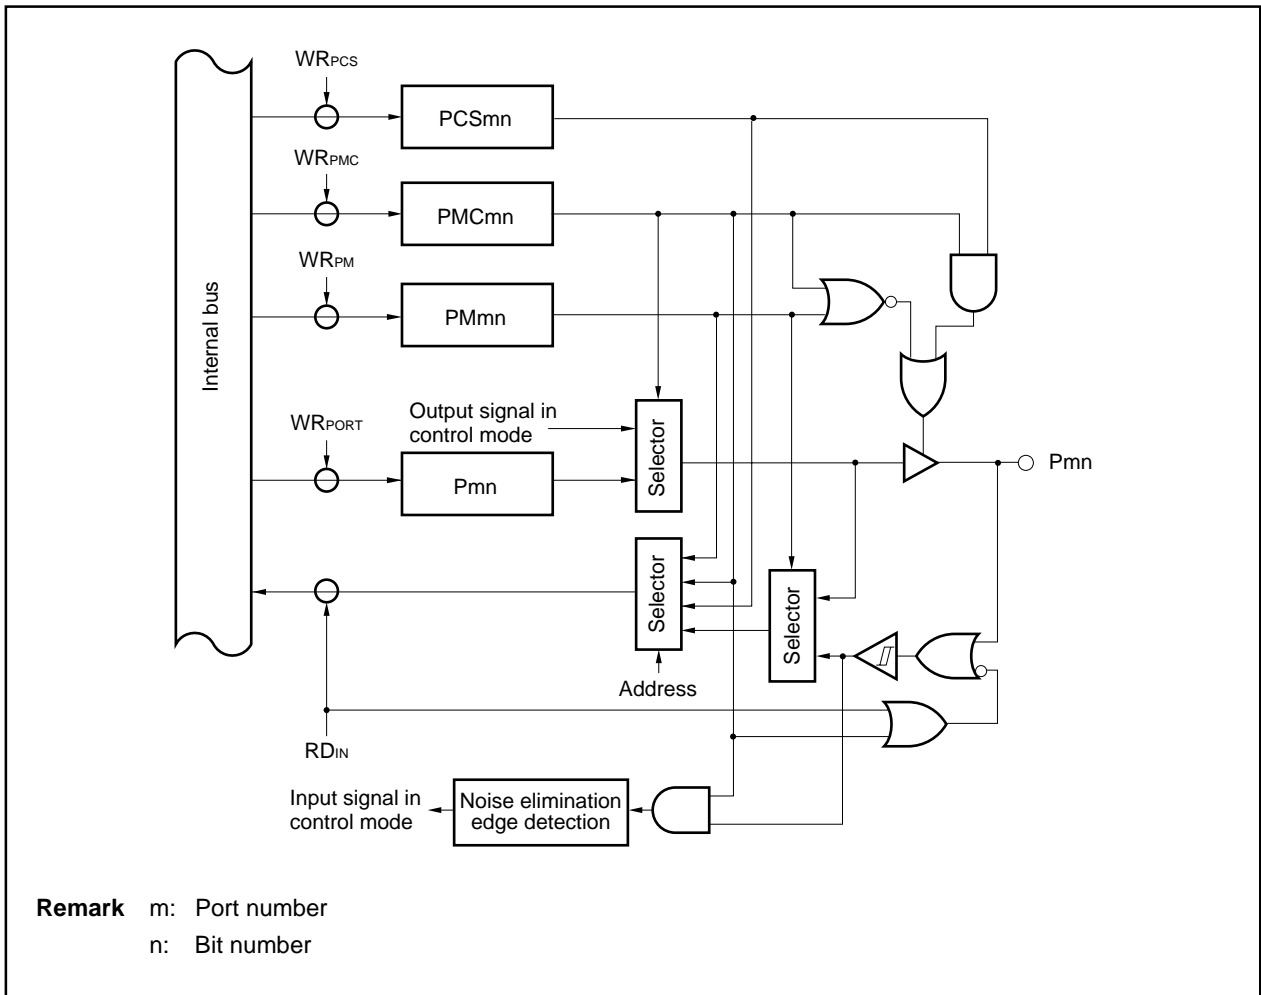 WRPCS
PCSmn
WRPMC
PMCmn
WRPM
PMmn
Internal bus
Output signal in
control mode
WRPORT
Pmn
Selector
Pmn
Selector
Selector
Address
RDIN
Input signal in
control mode
Noise elimination
edge detection
Remark m: Port number
n: Bit number